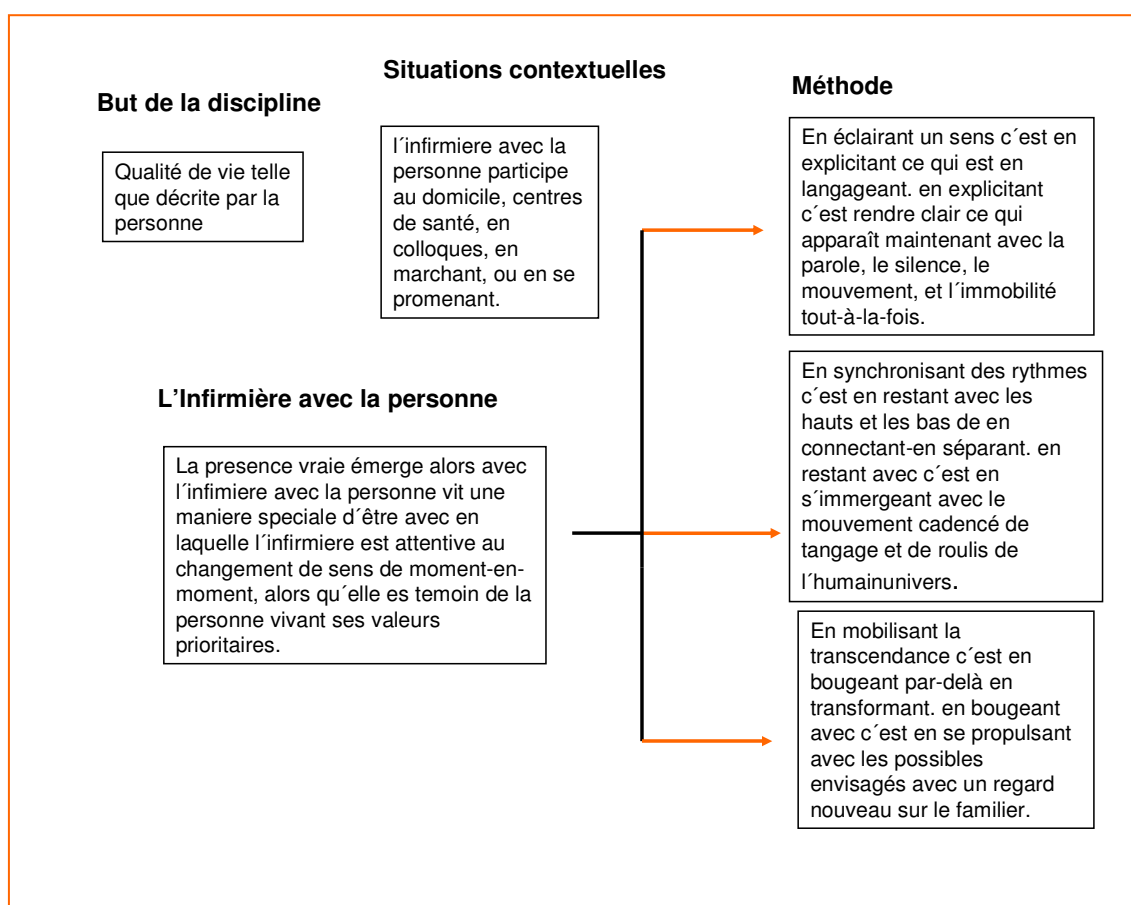 But de la discipline
Qualité de vie telle
que décrite par la
personne
Situations contextuelles
l´infirmiere avec la
personne participe
au domicile, centres
de santé, en
colloques, en
marchant, ou en se
promenant.
L’Infirmière avec la personne
La presence vraie émerge alors avec
l´infimiere avec la personne vit une
maniere speciale d´être avec en
laquelle l´infirmiere est attentive au
changement de sens de moment-en-
moment, alors qu´elle es temoin de la
personne vivant ses valeurs
prioritaires.
Méthode
En éclairant un sens c´est en
explicitant ce qui est en
langageant. en explicitant
c´est rendre clair ce qui
apparaît maintenant avec la
parole, le silence, le
mouvement, et l´immobilité
tout-à-la-fois.
En synchronisant des rythmes
c´est en restant avec les
hauts et les bas de en
connectant-en séparant. en
restant avec c´est en
s´immergeant avec le
mouvement cadencé de
tangage et de roulis de
l´humainunivers.
En mobilisant la
transcendance c´est en
bougeant par-delà en
transformant. en bougeant
avec c´est en se propulsant
avec les possibles
envisagés avec un regard
nouveau sur le familier.